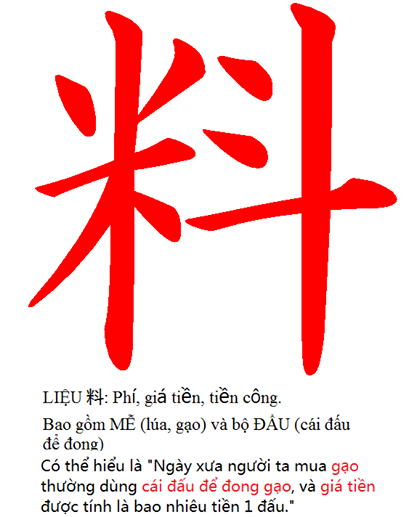 料
LIỆU 料: Phí, giá tiền, tiền công.
Bao gồm MỄ (lúa, gạo) và bộ ĐẤU (cái đấu
để đong)
Có thể hiểu là "Ngày xưa người ta mua gạo
thường dùng cái đấu để đong gạo, và giá tiền
được tính là bao nhiêu tiền 1 đấu."